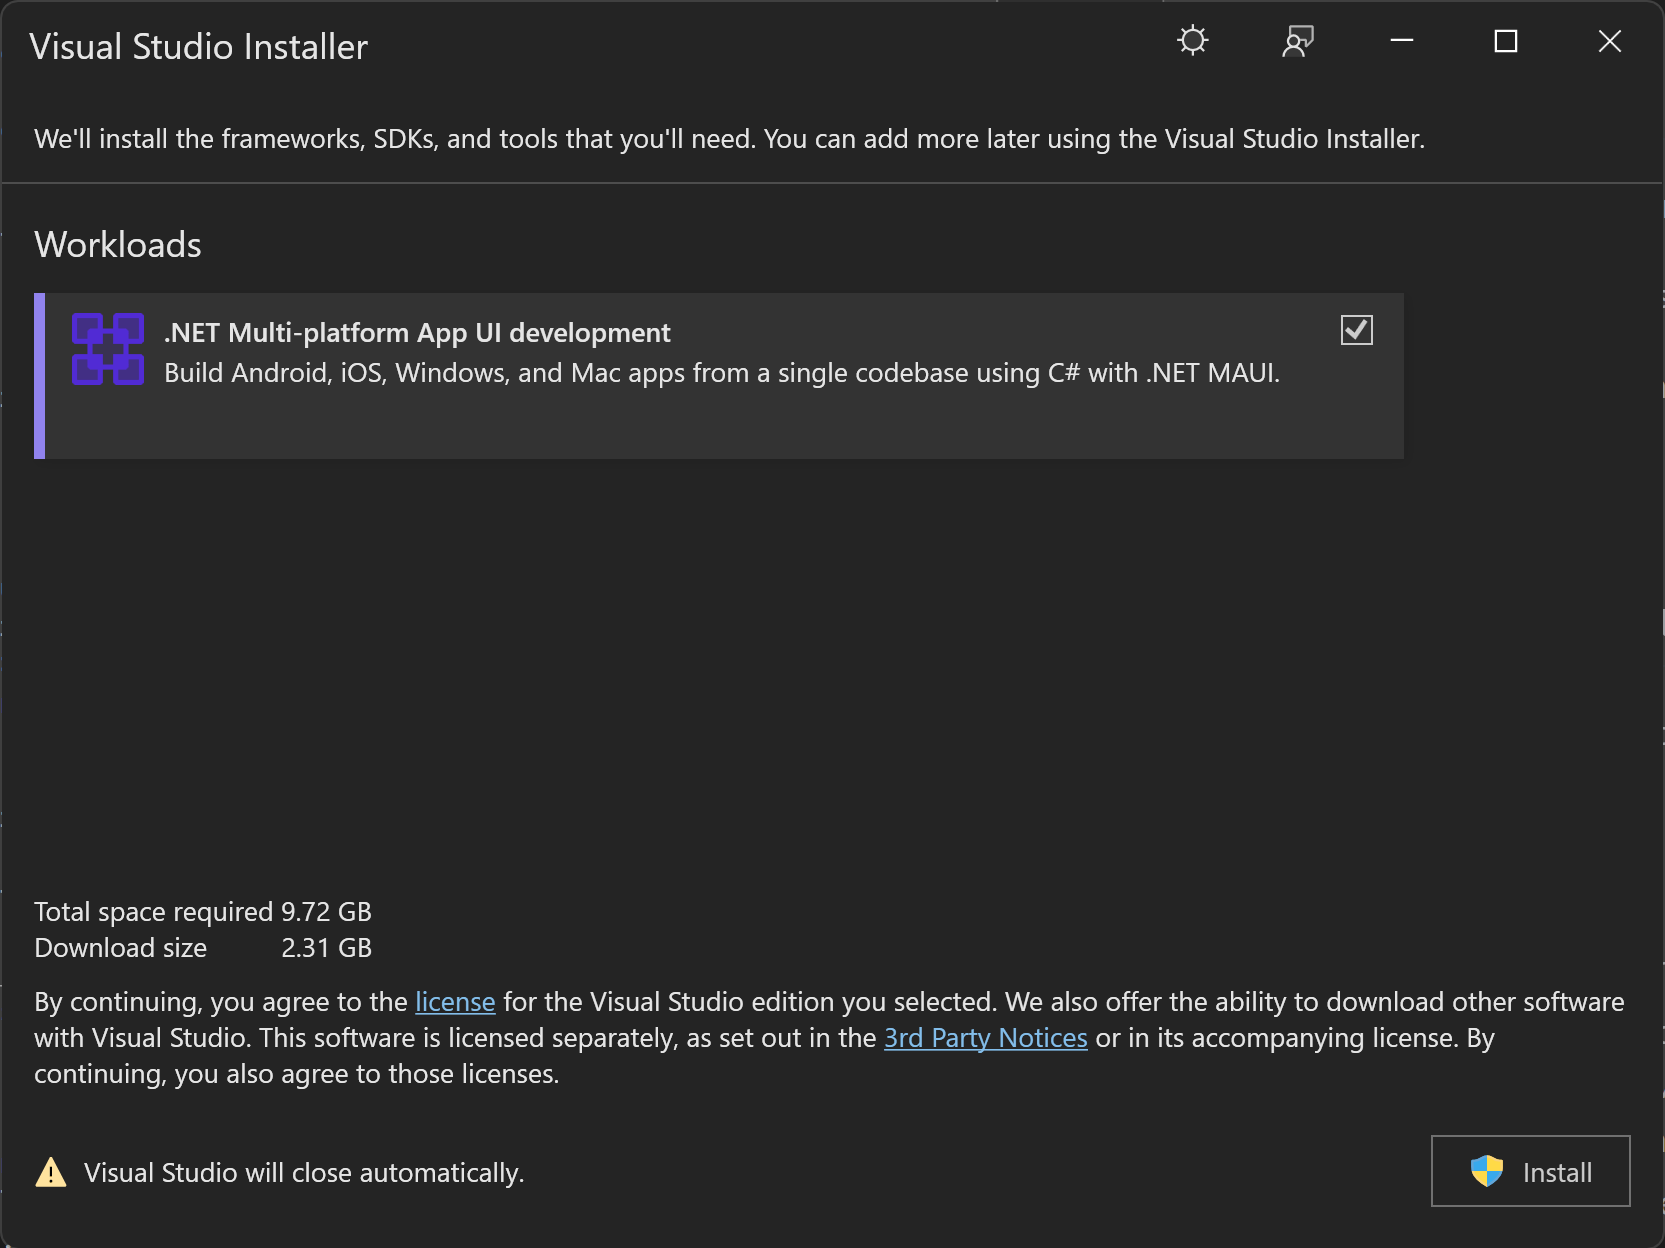 Visual Studio Installer
We'll install the frameworks, SDKs, and tools that you'll need. You can add more later using the Visual Studio Installer.
Workloads
.NET Multi-platform App UI development
Build Android, iOS, Windows, and Mac apps from a single codebase using C# with .NET MAUI.
Total space required 9.72 GB
Download size 2.31 GB
By continuing, you agree to the license for the Visual Studio edition you selected. We also offer the ability to download other software
with Visual Studio. This software is licensed separately, as set out in the 3rd Party Notices or in its accompanying license. By
continuing, you also agree to those licenses.
Visual Studio will close automatically.
Install